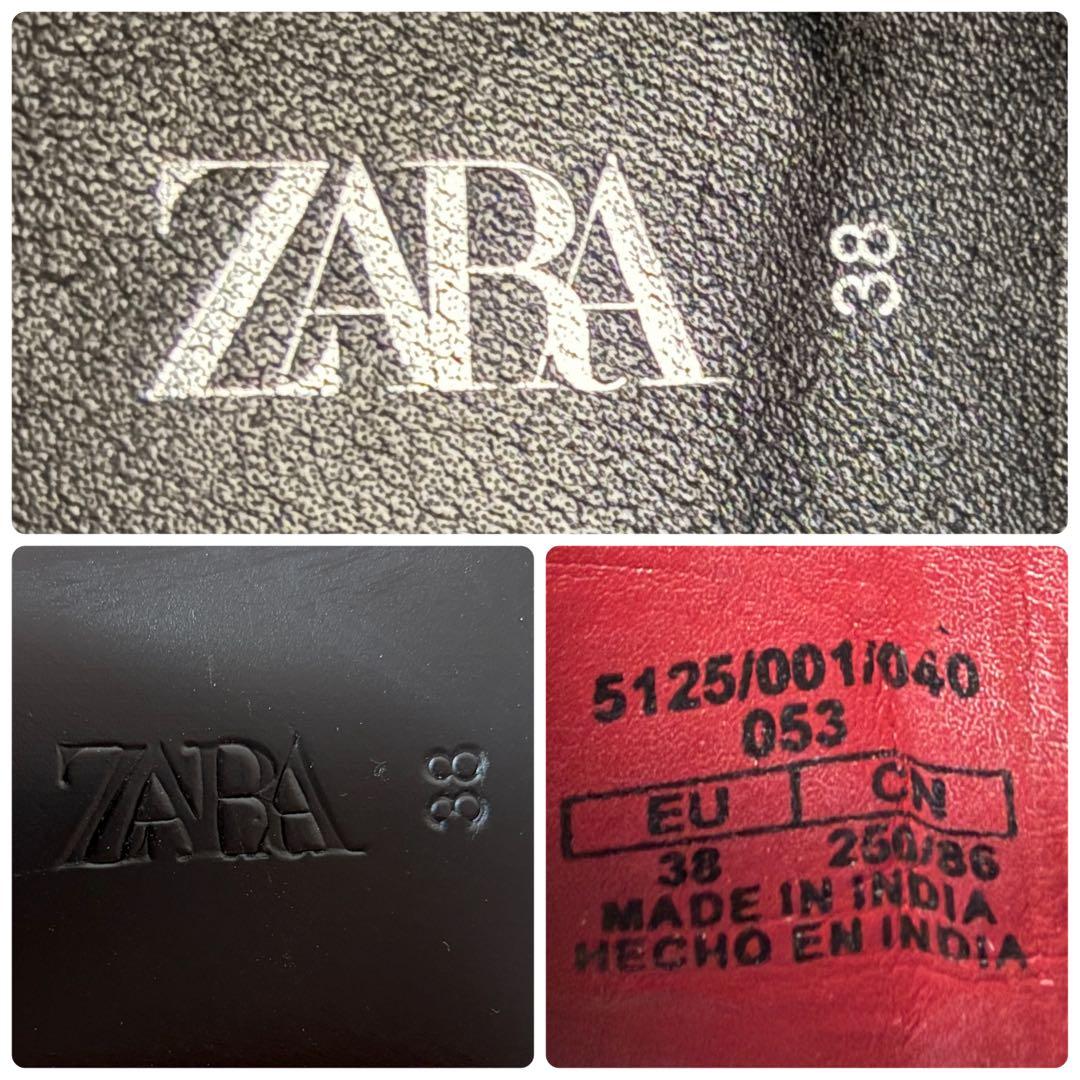 ZARA 38
ZARA 38
5125/001/040
053
EU CN
38 250/86
MADE IN INDIA
HECHO EN INDIA